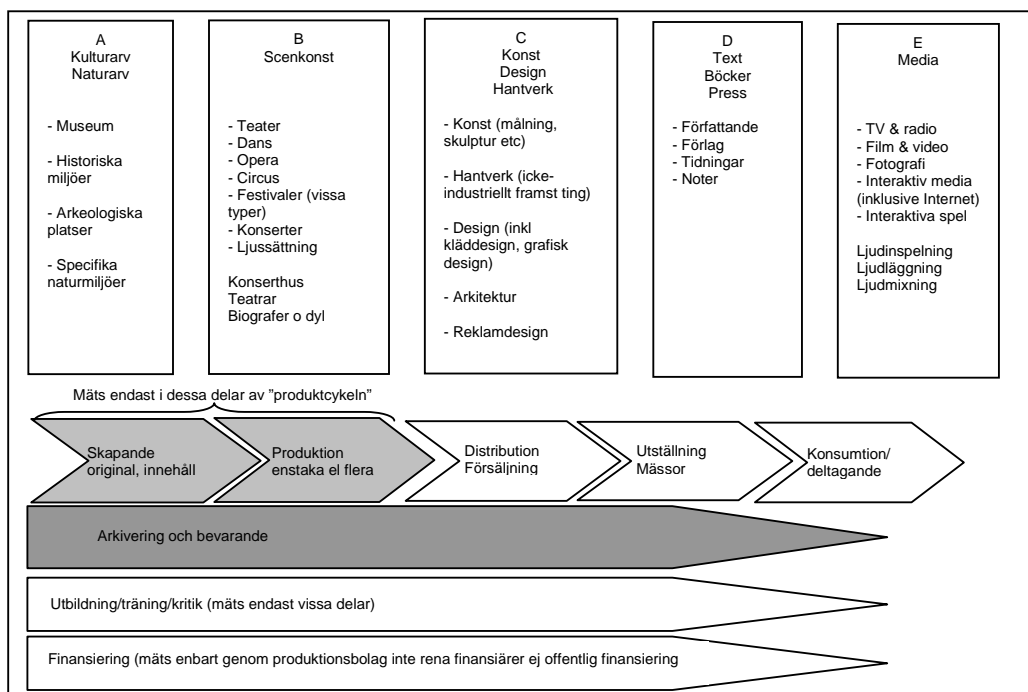 A
Kulturarv
Naturarv
- Museum
- Historiska
miljöer
- Arkeologiska
platser
- Specifika
naturmiljöer
B
Scenkonst
- Teater
- Dans
- Opera
- Circus
- Festivaler (vissa
typer)
- Konserter
- Ljussättning
Konserthus
Teatrar
Biografer o dyl
C
Konst
Design
Hantverk
- Konst (målning,
skulptur etc)
- Hantverk (icke-
industriellt framst ting)
- Design (inkl
kläddesign, grafisk
design)
- Arkitektur
- Reklamdesign
D
Text
Böcker
Press
- Författande
- Förlag
- Tidningar
- Noter
E
Media
- TV & radio
- Film & video
- Fotografi
- Interaktiv media
(inklusive Internet)
- Interaktiva spel
Ljudinspelning
Ljudläggning
Ljudmixning
Mäts endast i dessa delar av ”produktcykeln”
Skapande
original, innehåll
Produktion
enstaka el flera
Distribution
Försäljning
Utställning
Mässor
Konsumtion/
deltagande
Arkivering och bevarande
Utbildning/träning/kritik (mäts endast vissa delar)
Finansiering (mäts enbart genom produktionsbolag inte rena finansiärer ej offentlig finansiering